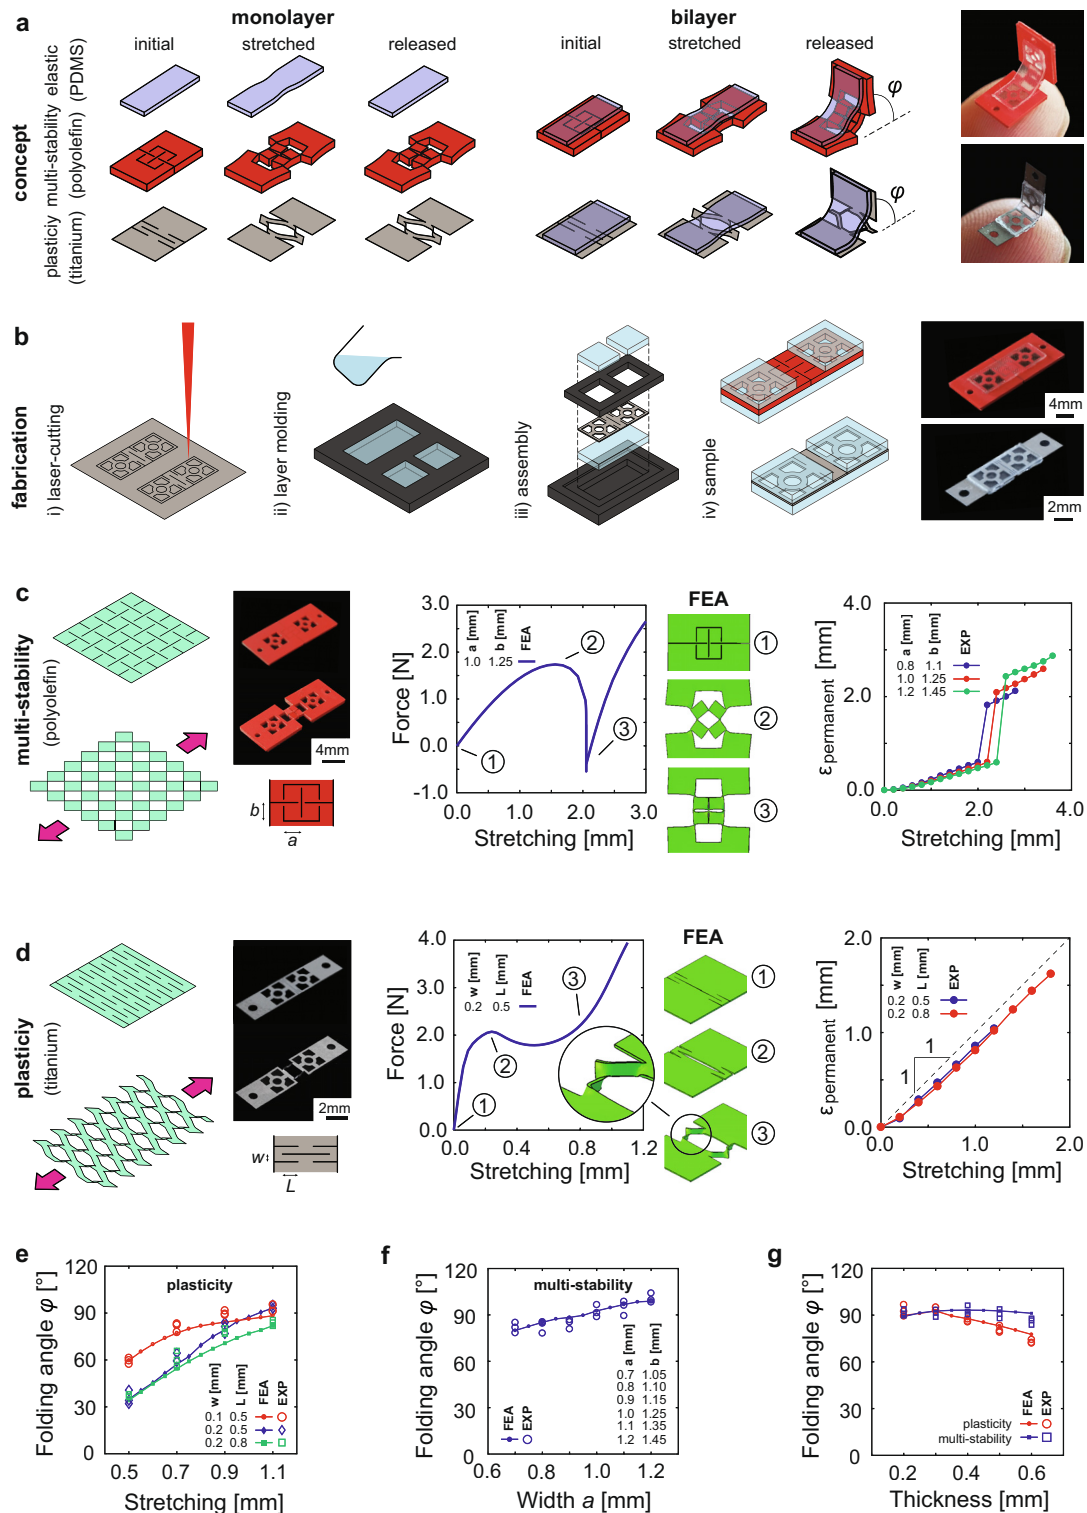 a
monolayer
bilayer
initial
stretched
released
initial
stretched
released
concept
plasticiy multi-stability elastic
(titanium) (polyolefin) (PDMS)
φ
φ
b
fabrication
i) laser-cutting
ii) layer molding
iii) assembly
iv) sample
4mm
2mm
c
multi-stability
(polyolefin)
4mm
b
a
3.0
2.0
1.0
0.0
-1.0
Force [N]
a [mm]
b [mm]
FEA
1.0 1.25
1
2
3
0.0 1.0 2.0 3.0
Stretching [mm]
FEA
1
2
3
4.0
2.0
0.0
εpermanent [mm]
a [mm]
b [mm]
EXP
0.8 1.1
1.0 1.25
1.2 1.45
0.0 2.0 4.0
Stretching [mm]
d
plasticiy
(titanium)
2mm
w
L
4.0
3.0
2.0
1.0
0.0
Force [N]
w [mm]
L [mm]
FEA
0.2 0.5
1
2
3
0.0 0.4 0.8 1.2
Stretching [mm]
FEA
1
2
3
2.0
1.0
0.0
εpermanent [mm]
w [mm]
L [mm]
EXP
0.2 0.5
0.2 0.8
1
1
0.0 1.0 2.0
Stretching [mm]
e
120
90
60
30
0
Folding angle φ [°]
plasticity
w [mm]
L [mm]
FEA
EXP
0.1 0.5
0.2 0.5
0.2 0.8
0.5 0.7 0.9 1.1
Stretching [mm]
f
120
90
60
30
0
Folding angle φ [°]
multi-stability
a [mm]
b [mm]
0.7 1.05
0.8 1.10
0.9 1.15
1.0 1.25
1.1 1.35
1.2 1.45
FEA
EXP
0.6 0.8 1.0 1.2
Width a [mm]
g
120
90
60
30
0
Folding angle φ [°]
FEA
EXP
plasticity
multi-stability
0.2 0.4 0.6
Thickness [mm]